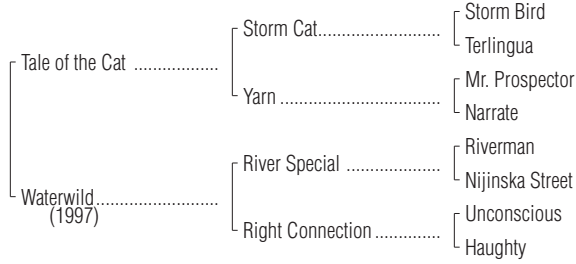 Storm Bird
Storm Cat....................................
Terlingua
Tale of the Cat .........................
Mr. Prospector
Yarn ..............................................
Narrate
Riverman
River Special ...........................
Nijinska Street
Waterwild....................................
(1997)
Unconscious
Right Connection ...................
Haughty